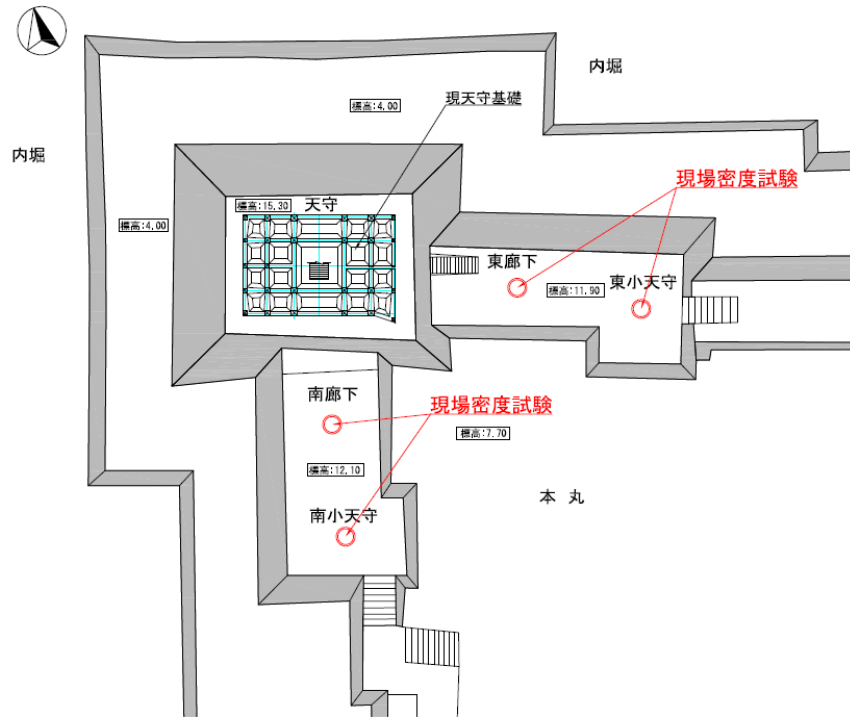 内堀
標高:4.00
現天守基礎
内堀
現場密度試験
標高:15.30
天守
標高:4.00
東廊下
標高:11.90
東小天守
南廊下
現場密度試験
標高:7.70
標高:12.10
本丸
南小天守